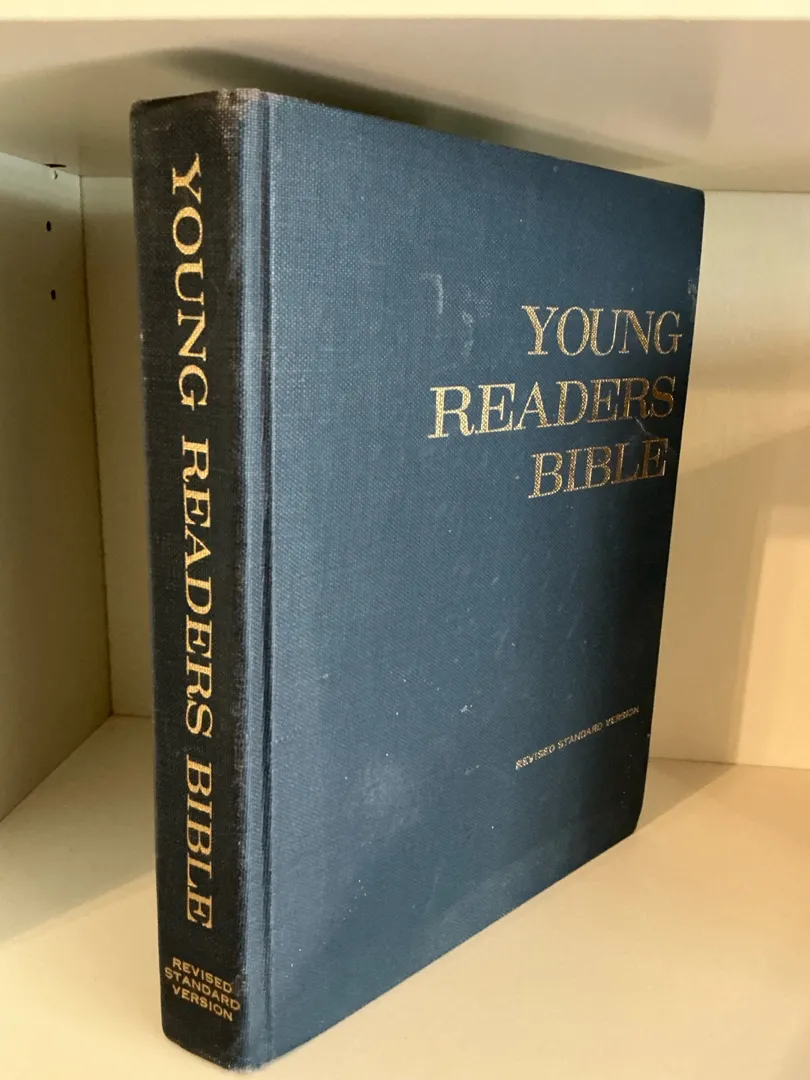 YOUNG READERS BIBLE
REVISED
STANDARD
VERSION
YOUNG
READERS
BIBLE
REVISED STANDARD VERSION